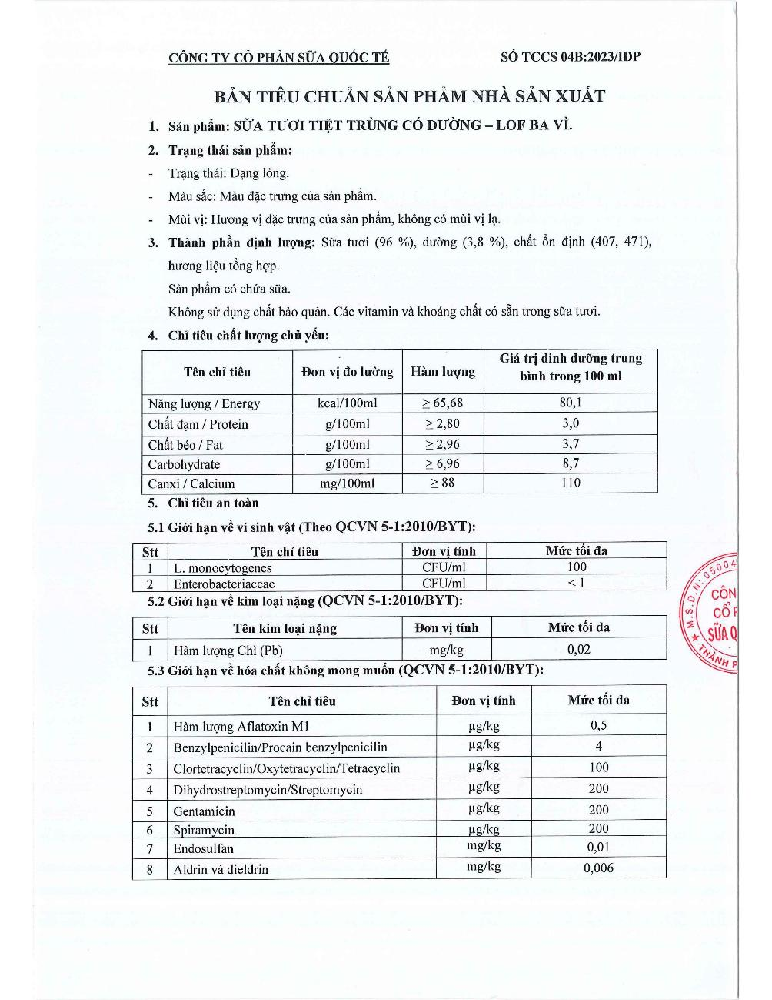 CÔNG TY CỔ PHẦN SỮA QUỐC TẾ SỐ TCCS 04B:2023/IDP
BẢN TIÊU CHUẨN SẢN PHẨM NHÀ SẢN XUẤT
1. Sản phẩm: SỮA TƯƠI TIỆT TRÙNG CÓ ĐƯỜNG – LOF BA VÌ.
2. Trạng thái sản phẩm:
- Trạng thái: Dạng lỏng.
- Màu sắc: Màu đặc trưng của sản phẩm.
- Mùi vị: Hương vị đặc trưng của sản phẩm, không có mùi vị lạ.
3. Thành phần định lượng: Sữa tươi (96 %), đường (3,8 %), chất ổn định (407, 471),
hương liệu tổng hợp.
Sản phẩm có chứa sữa.
Không sử dụng chất bảo quản. Các vitamin và khoáng chất có sẵn trong sữa tươi.
4. Chỉ tiêu chất lượng chủ yếu:
Tên chỉ tiêu Đơn vị đo lường Hàm lượng Giá trị dinh dưỡng trung
bình trong 100 ml
Năng lượng / Energy kcal/100ml ≥ 65,68 80,1
Chất đạm / Protein g/100ml ≥ 2,80 3,0
Chất béo / Fat g/100ml ≥ 2,96 3,7
Carbohydrate g/100ml ≥ 6,96 8,7
Canxi / Calcium mg/100ml ≥ 88 110
5. Chỉ tiêu an toàn
5.1 Giới hạn về vi sinh vật (Theo QCVN 5-1:2010/BYT):
Stt Tên chỉ tiêu Đơn vị tính Mức tối đa
1 L. monocytogenes CFU/ml 100
2 Enterobacteriaceae CFU/ml < 1
5.2 Giới hạn về kim loại nặng (QCVN 5-1:2010/BYT):
Stt Tên kim loại nặng Đơn vị tính Mức tối đa
1 Hàm lượng Chì (Pb) mg/kg 0,02
5.3 Giới hạn về hóa chất không mong muốn (QCVN 5-1:2010/BYT):
Stt Tên chỉ tiêu Đơn vị tính Mức tối đa
1 Hàm lượng Aflatoxin M1 µg/kg 0,5
2 Benzylpenicilin/Procain benzylpenicilin µg/kg 4
3 Clortetracyclin/Oxytetracyclin/Tetracyclin µg/kg 100
4 Dihydrostreptomycin/Streptomycin µg/kg 200
5 Gentamicin µg/kg 200
6 Spiramycin µg/kg 200
7 Endosulfan mg/kg 0,01
8 Aldrin và dieldrin mg/kg 0,006
M.S.D.N: 05004
CÔN
CỔ P
SỮA Q
THÀNH P